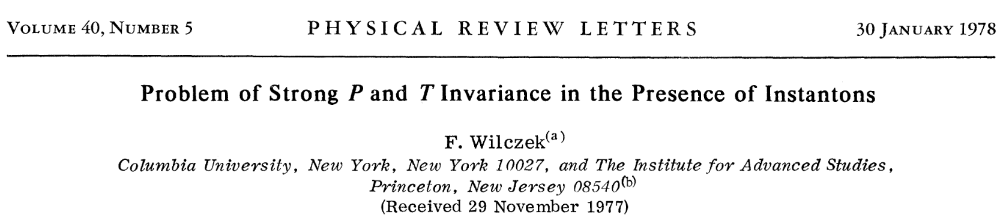 VOLUME 40, NUMBER 5 PHYSICAL REVIEW LETTERS 30 JANUARY 1978
Problem of Strong P and T Invariance in the Presence of Instantons
F. Wilczek(a)
Columbia University, New York, New York 10027, and The Institute for Advanced Studies,
Princeton, New Jersey 08540(b)
(Received 29 November 1977)